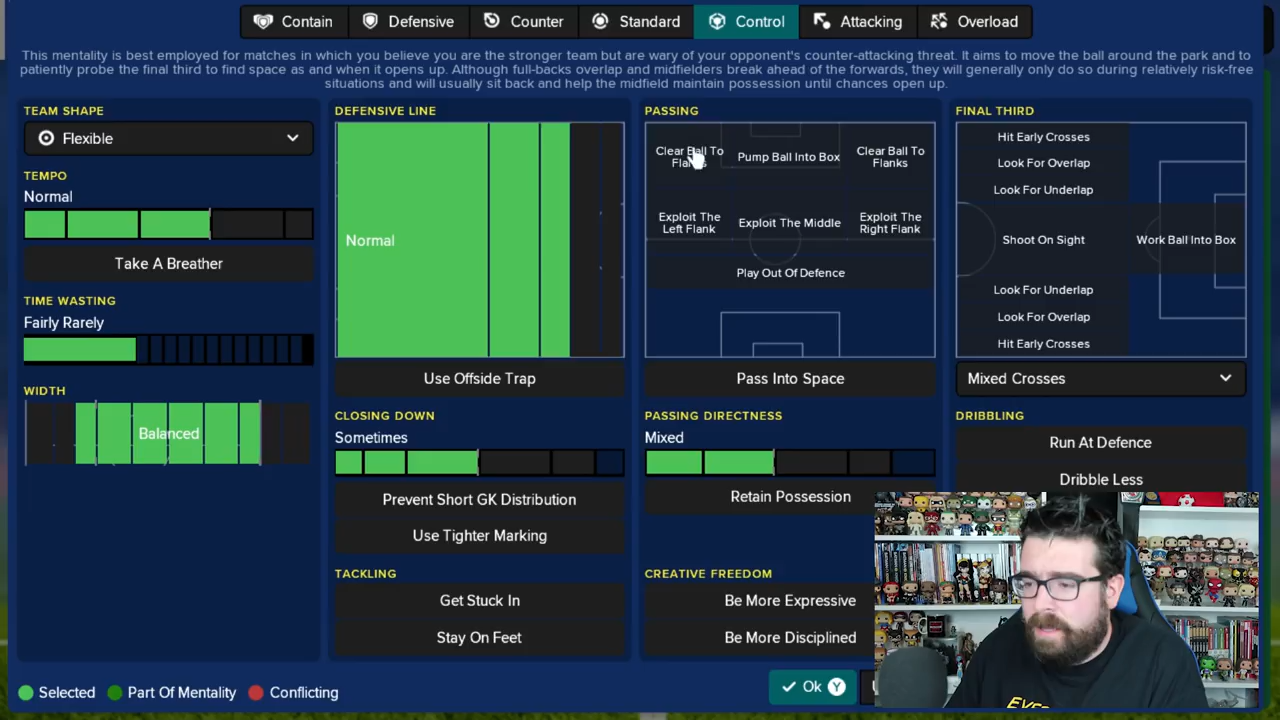 Contain
Defensive
Counter
Standard
Control
Attacking
Overload
This mentality is best employed for matches in which you believe you are the stronger team but are wary of your opponent's counter-attacking threat. It aims to move the ball around the park and to
patiently probe the final third to find space as and when it opens up. Although full-backs overlap and midfielders break ahead of the forwards, they will generally only do so during relatively risk-free
situations and will usually sit back and help the midfield maintain possession until chances open up.
TEAM SHAPE
Flexible
TEMPO
Normal
Take A Breather
TIME WASTING
Fairly Rarely
WIDTH
Balanced
DEFENSIVE LINE
Normal
Use Offside Trap
CLOSING DOWN
Sometimes
Prevent Short GK Distribution
Use Tighter Marking
TACKLING
Get Stuck In
Stay On Feet
PASSING
Clear Ball To
Flanks
Pump Ball Into Box
Clear Ball To
Flanks
Exploit The
Left Flank
Exploit The Middle
Exploit The
Right Flank
Play Out Of Defence
Pass Into Space
PASSING DIRECTNESS
Mixed
Retain Possession
CREATIVE FREEDOM
Be More Expressive
Be More Disciplined
FINAL THIRD
Hit Early Crosses
Look For Overlap
Look For Underlap
Shoot On Sight
Work Ball Into Box
Look For Underlap
Look For Overlap
Hit Early Crosses
Mixed Crosses
DRIBBLING
Run At Defence
Dribble Less
Selected
Part Of Mentality
Conflicting
Ok Y